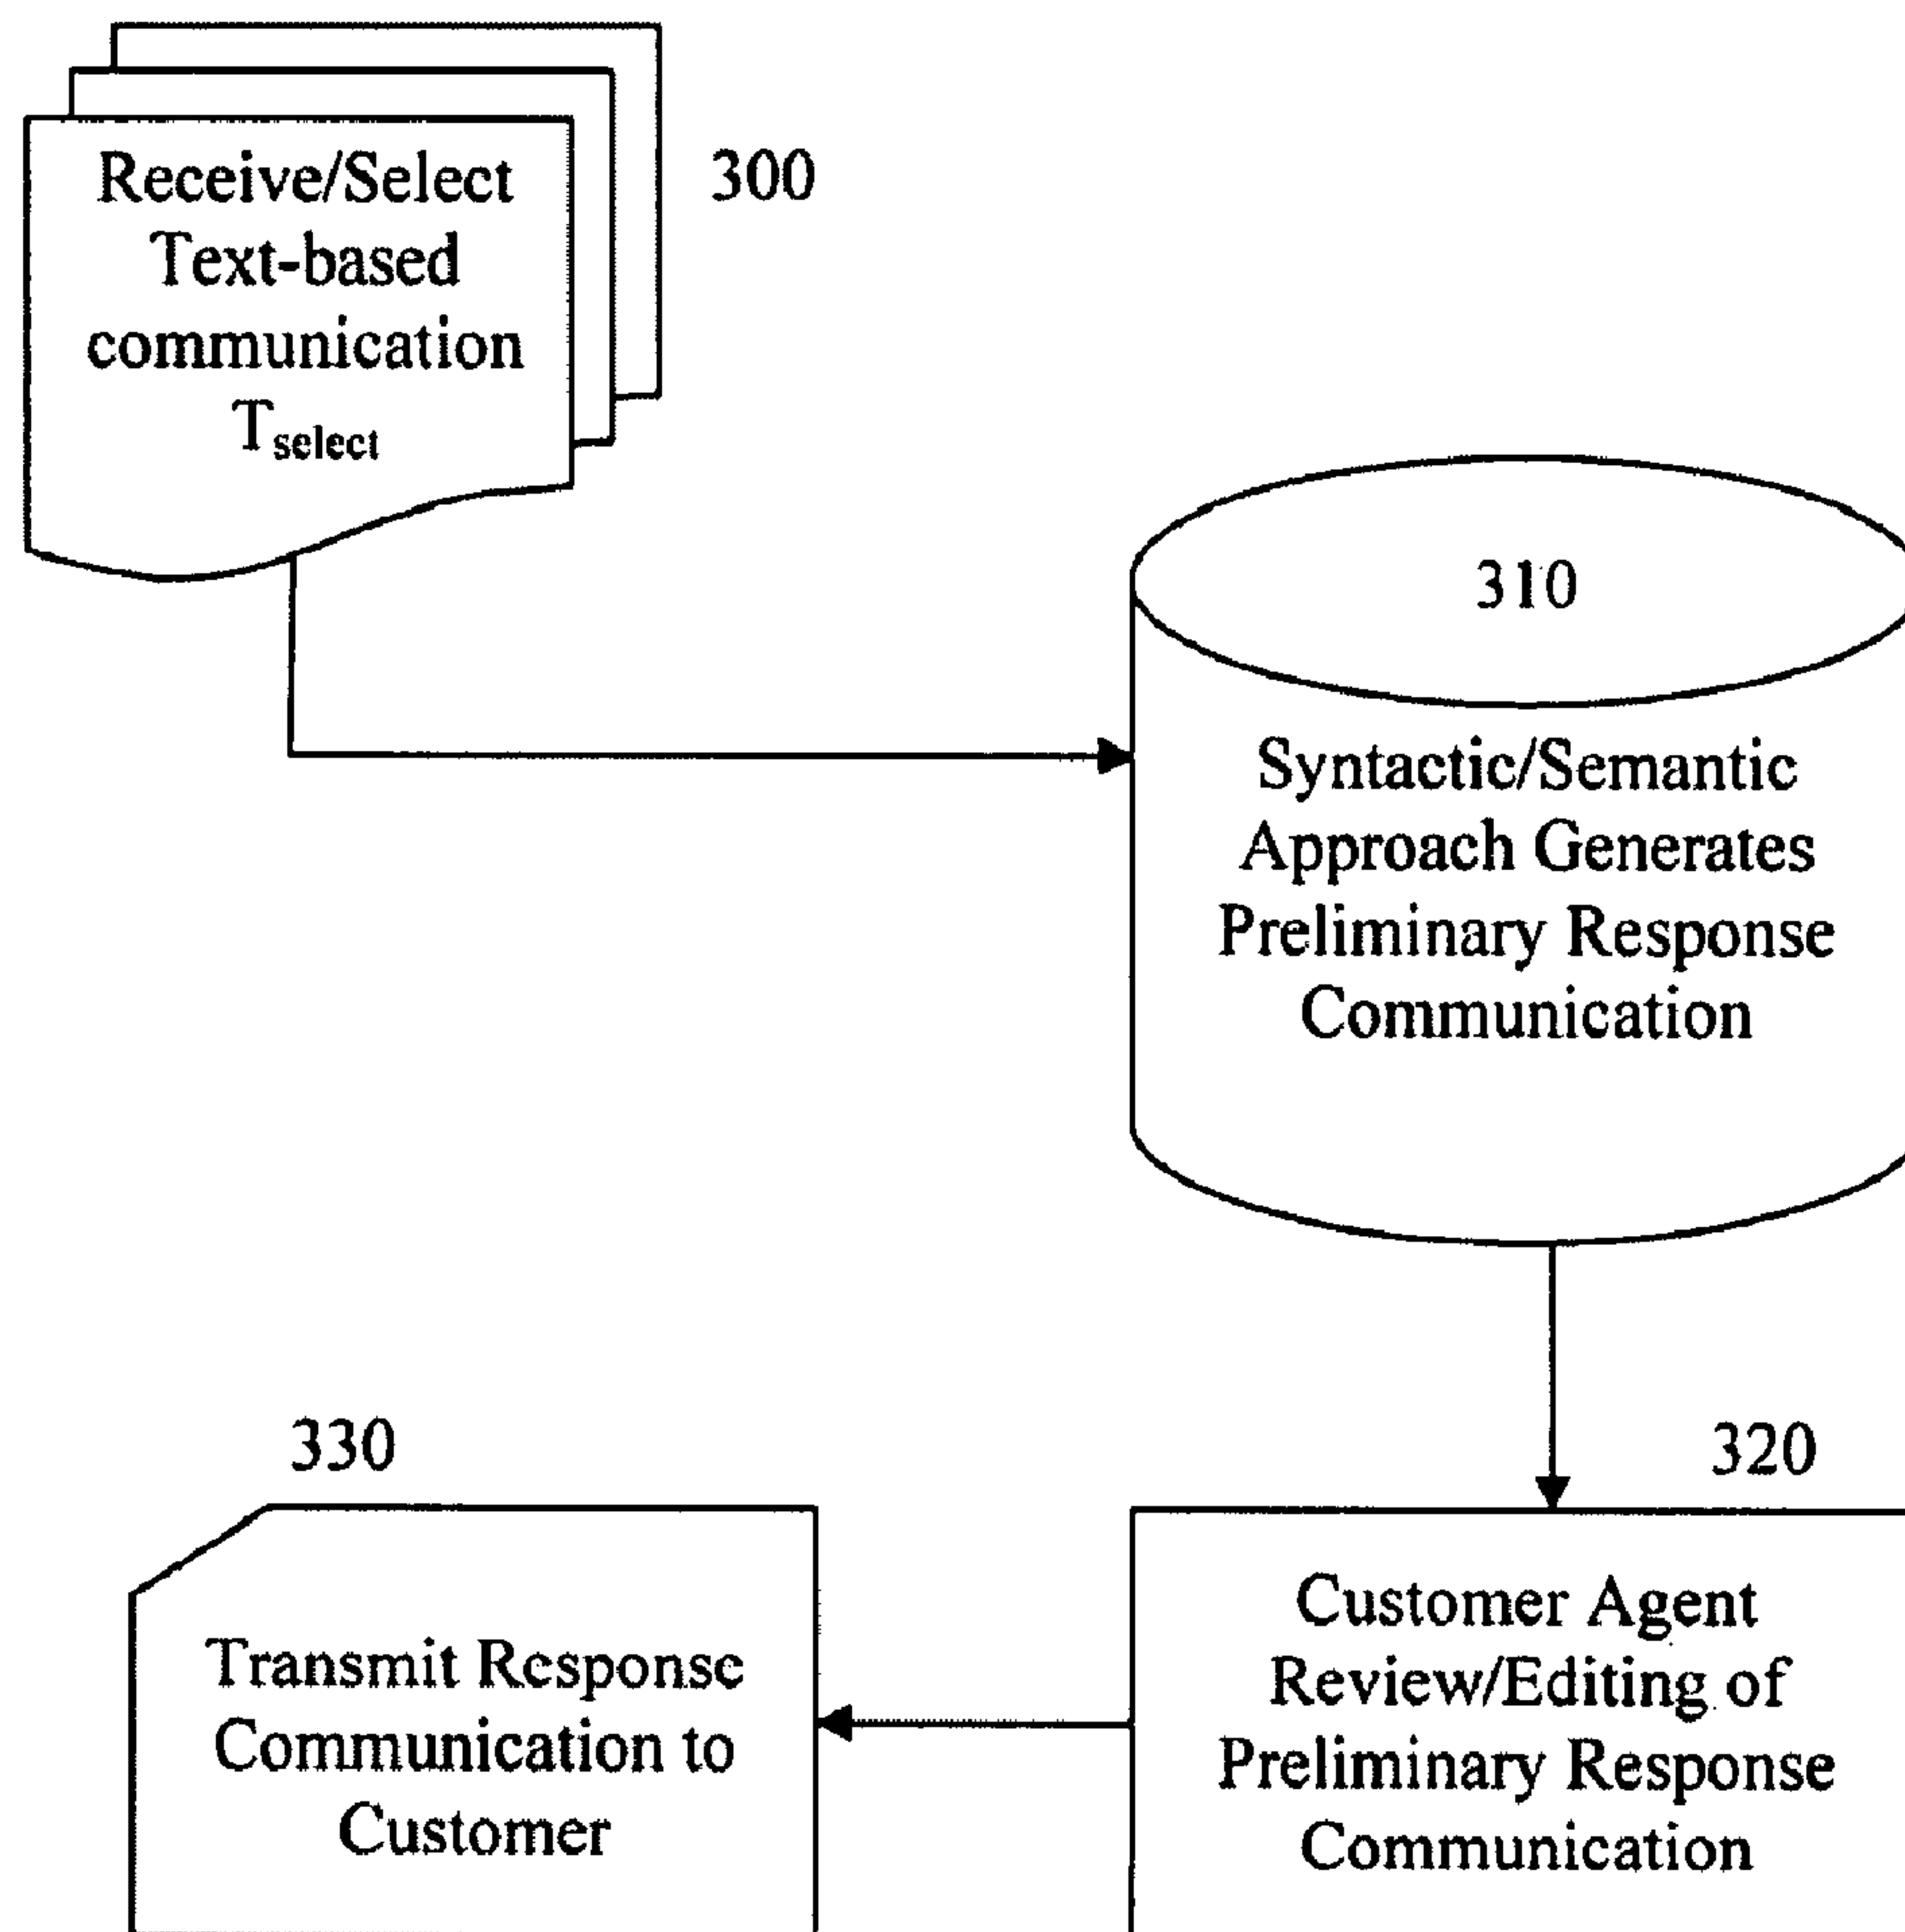 Receive/Select
Text-based
communication
Tselect
300
310
Syntactic/Semantic
Approach Generates
Preliminary Response
Communication
330
320
Transmit Response
Communication to
Customer
Customer Agent
Review/Editing of
Preliminary Response
Communication